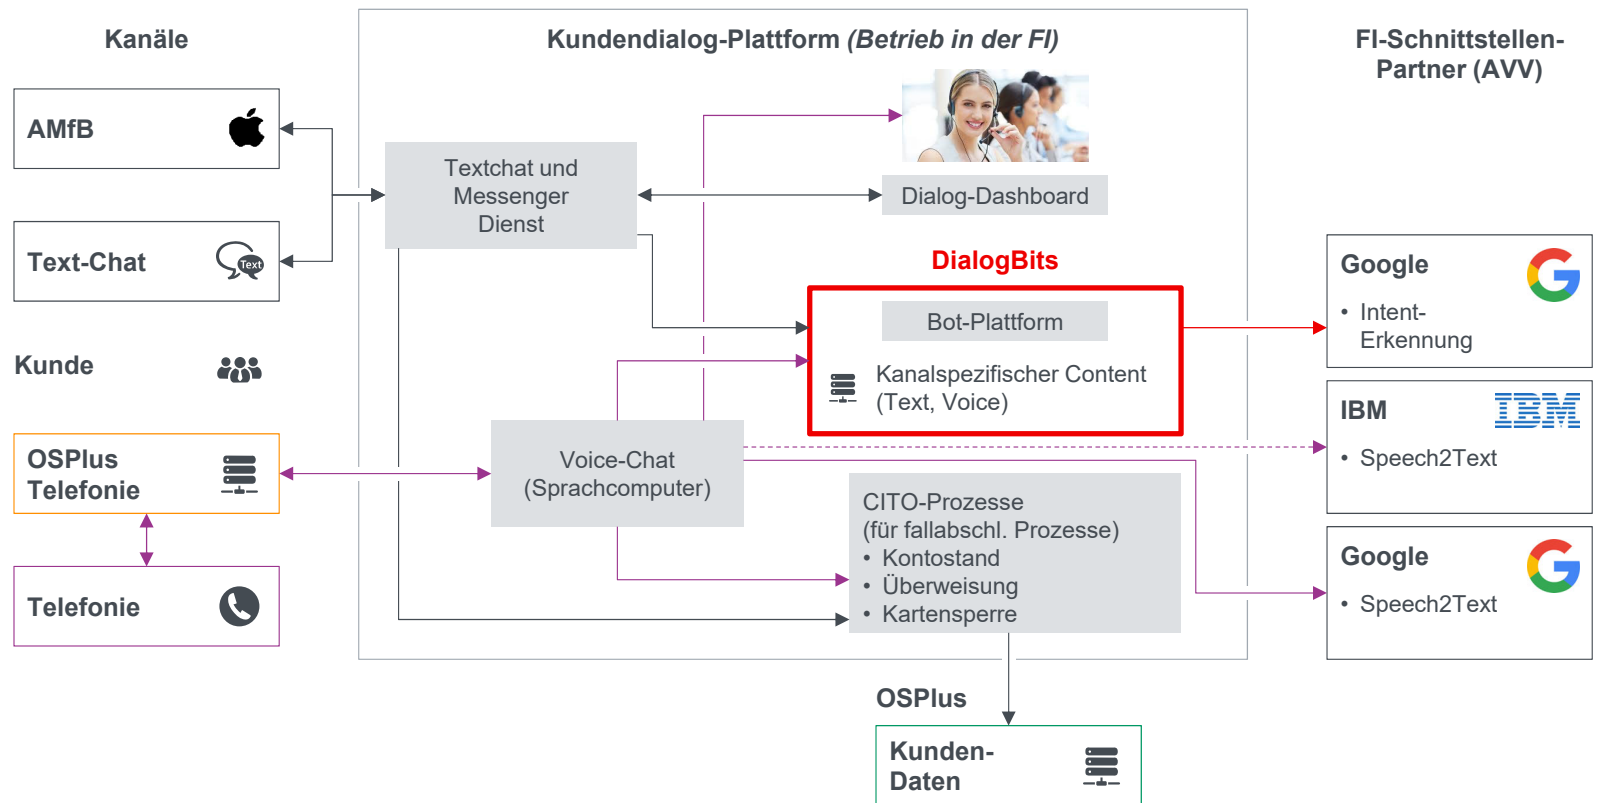 Kanäle
AMfB
Text-Chat
Text
Kunde
OSPlus
Telefonie
Telefonie
Kundendialog-Plattform (Betrieb in der FI)
Textchat und
Messenger
Dienst
Dialog-Dashboard
DialogBits
Bot-Plattform
Kanalspezifischer Content
(Text, Voice)
Voice-Chat
(Sprachcomputer)
CITO-Prozesse
(für fallabschl. Prozesse)
• Kontostand
• Überweisung
• Kartensperre
OSPlus
Kunden-
Daten
FI-Schnittstellen-
Partner (AVV)
Google
G
• Intent-
Erkennung
IBM
IBM
• Speech2Text
Google
G
• Speech2Text